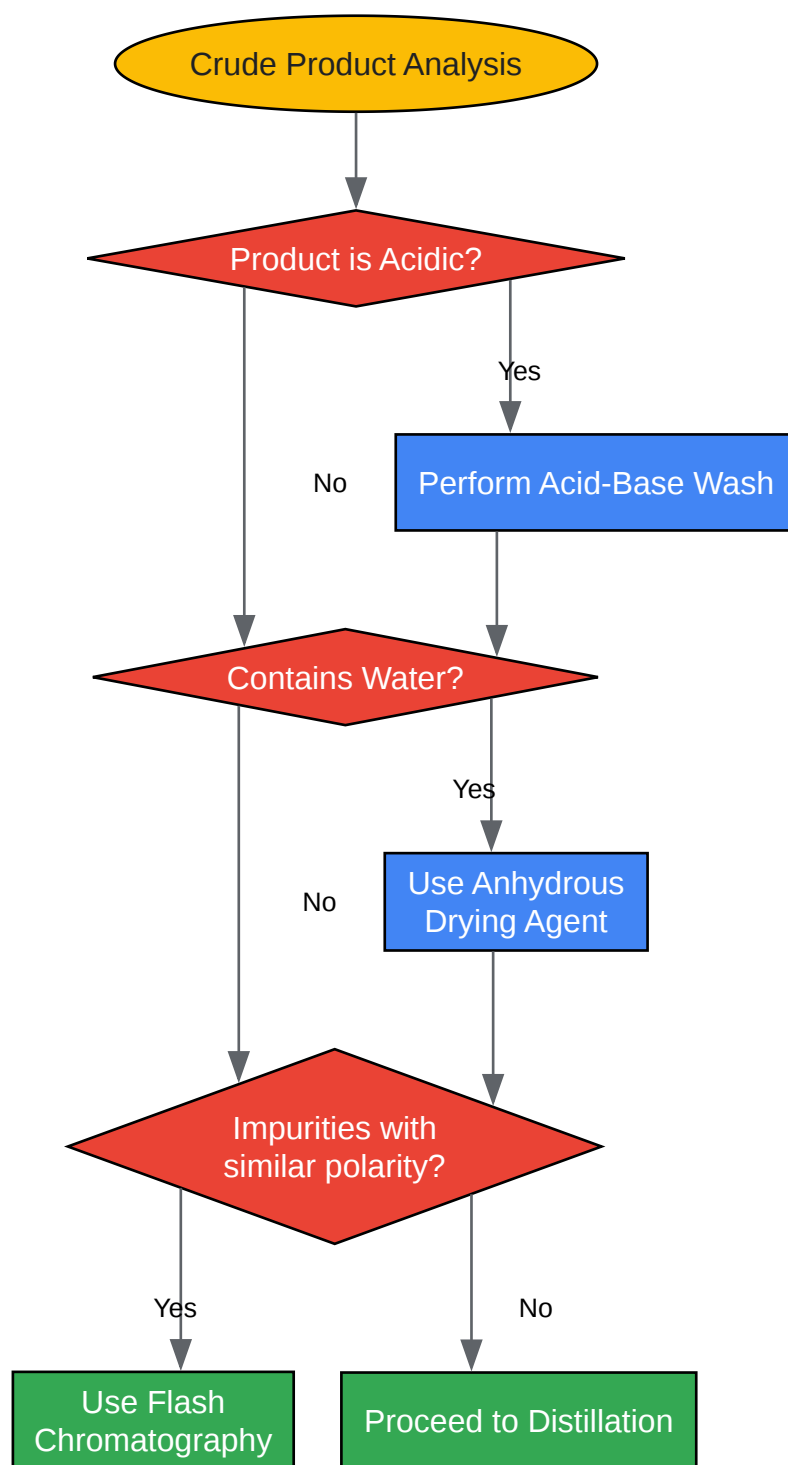 Crude Product Analysis
Product is Acidic?
Yes
No
Perform Acid-Base Wash
Contains Water?
Yes
No
Use Anhydrous
Drying Agent
Impurities with
similar polarity?
Yes
No
Use Flash
Chromatography
Proceed to Distillation